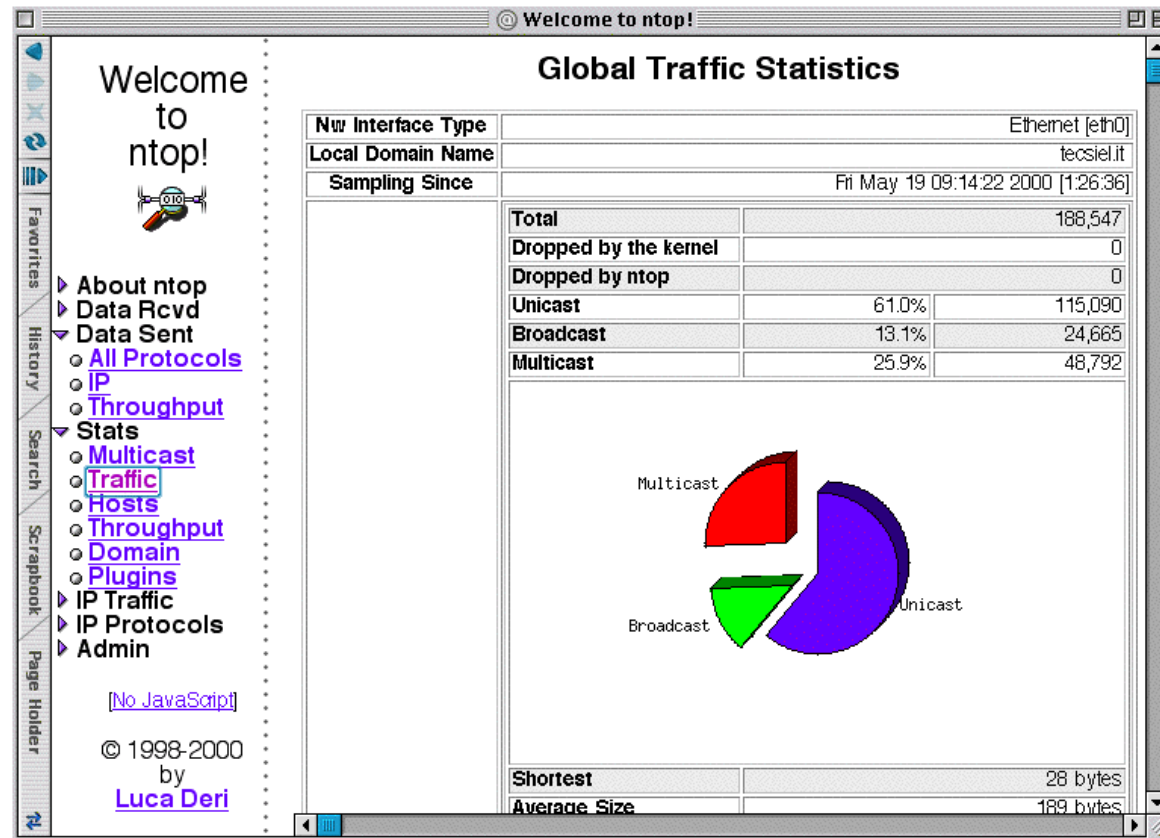 Welcome to ntop!
Favorites
History
Search
Scrapbook
Page Holder
Welcome
to
ntop!
010
About ntop
Data Rcvd
Data Sent
All Protocols
IP
Throughput
Stats
Multicast
Traffic
Hosts
Throughput
Domain
Plugins
IP Traffic
IP Protocols
Admin
[No JavaScript]
© 1998-2000
by
Luca Deri
Global Traffic Statistics
Nw Interface Type Ethernet [eth0]
Local Domain Name tecsiel.it
Sampling Since Fri May 19 09:14:22 2000 [1:26:36]
Total 188,547
Dropped by the kernel 0
Dropped by ntop 0
Unicast 61.0% 115,090
Broadcast 13.1% 24,665
Multicast 25.9% 48,792
Multicast
Unicast
Broadcast
Shortest 28 bytes
Average Size 189 bytes